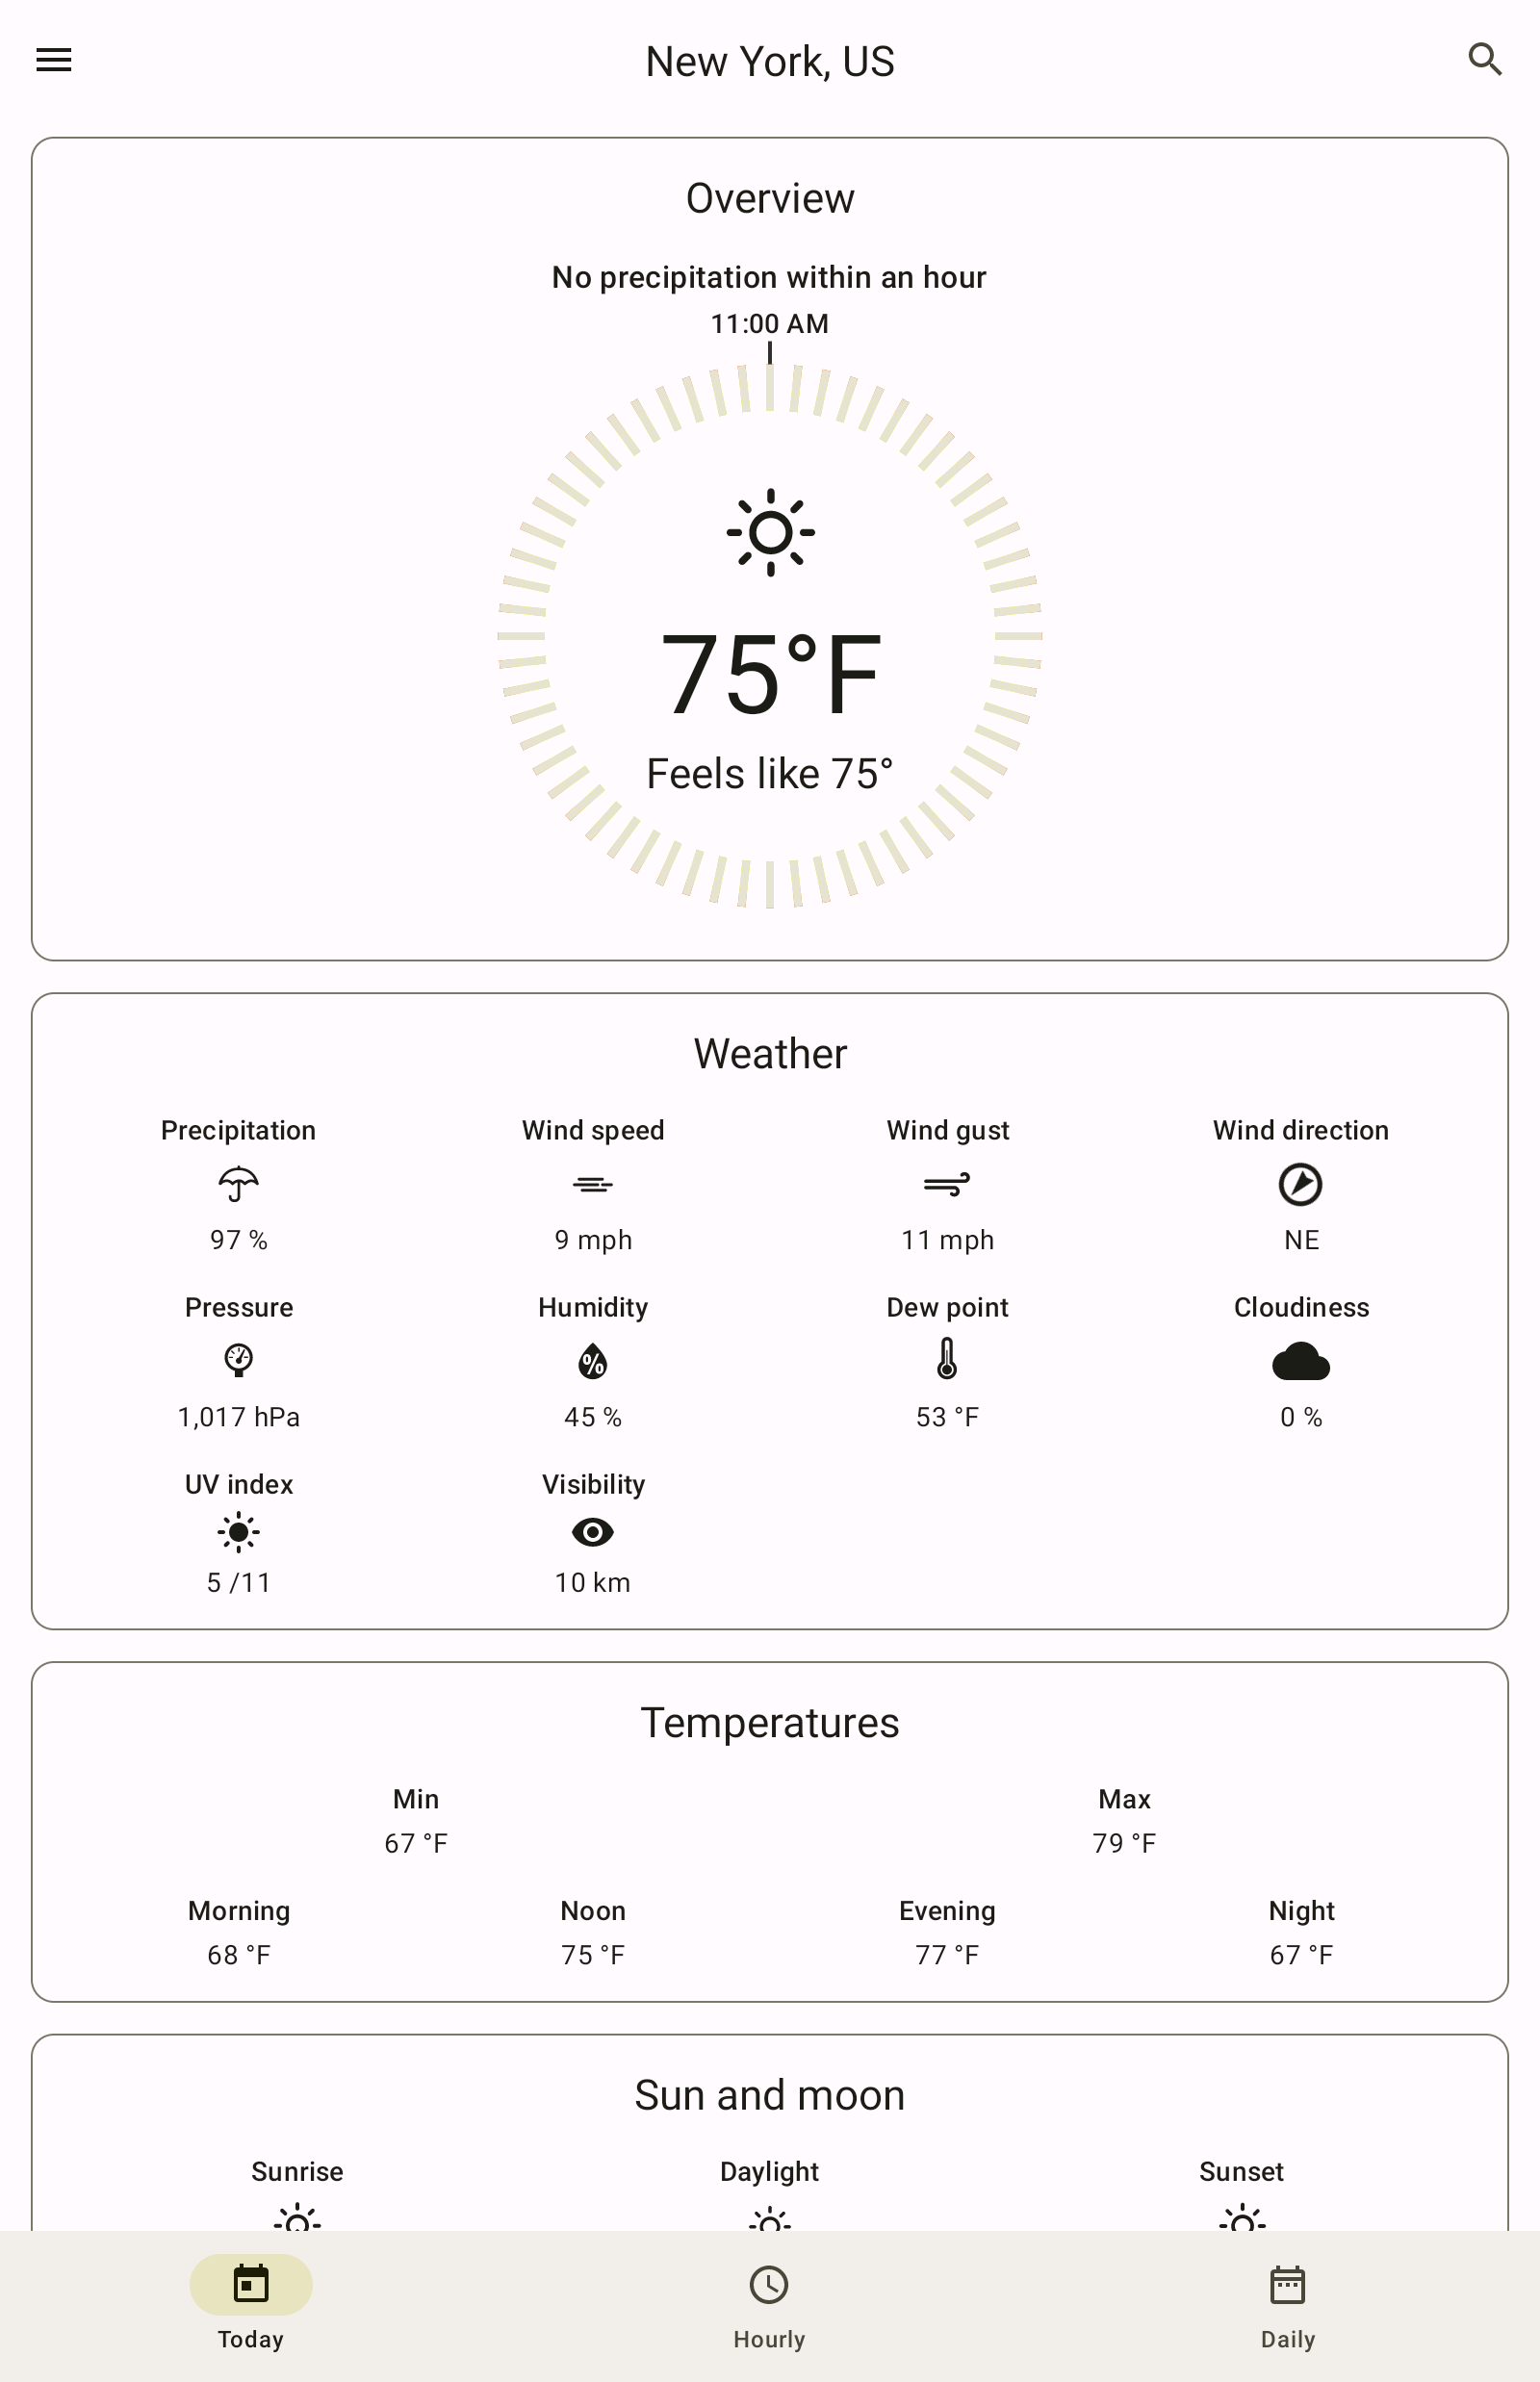 New York, US
Overview
No precipitation within an hour
11:00 AM
75°F
Feels like 75°
Weather
Precipitation Wind speed Wind gust Wind direction
97 % 9 mph 11 mph NE
Pressure Humidity Dew point Cloudiness
%
1,017 hPa 45 % 53 °F 0 %
UV index Visibility
5 /11 10 km
Temperatures
Min Max
67 °F 79 °F
Morning Noon Evening Night
68 °F 75 °F 77 °F 67 °F
Sun and moon
Sunrise Daylight Sunset
Today Hourly Daily